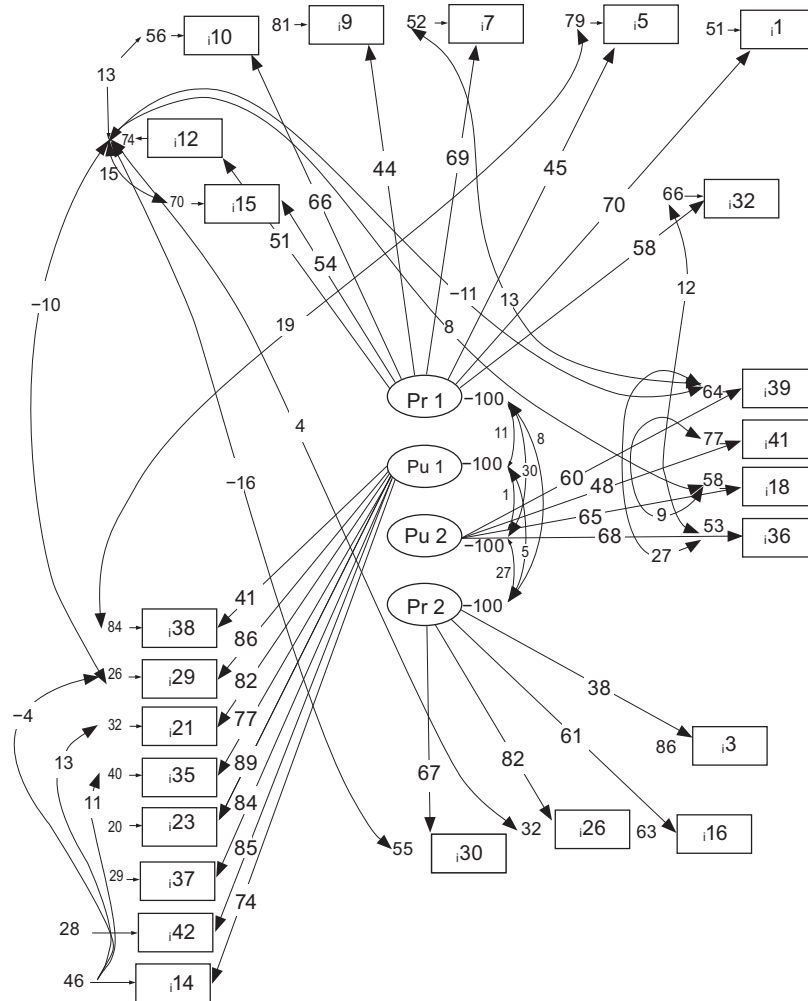 56
i10
81
i9
52
i7
79
i5
51
i1
13
74
i12
15
70
i15
66
i32
66
44
69
45
70
58
51
54
−10
−11
13
12
19
8
4
−16
Pr 1
−100
64
i39
11
8
77
i41
Pu 1
−100
30
60
48
58
i18
1
65
9
Pu 2
−100
68
53
i36
5
27
27
Pr 2
−100
84
i38
41
86
26
i29
82
−4
32
i21
77
38
13
40
i35
89
61
86
i3
11
84
67
82
20
i23
85
55
i30
32
i26
63
i16
29
i37
74
28
i42
46
i14